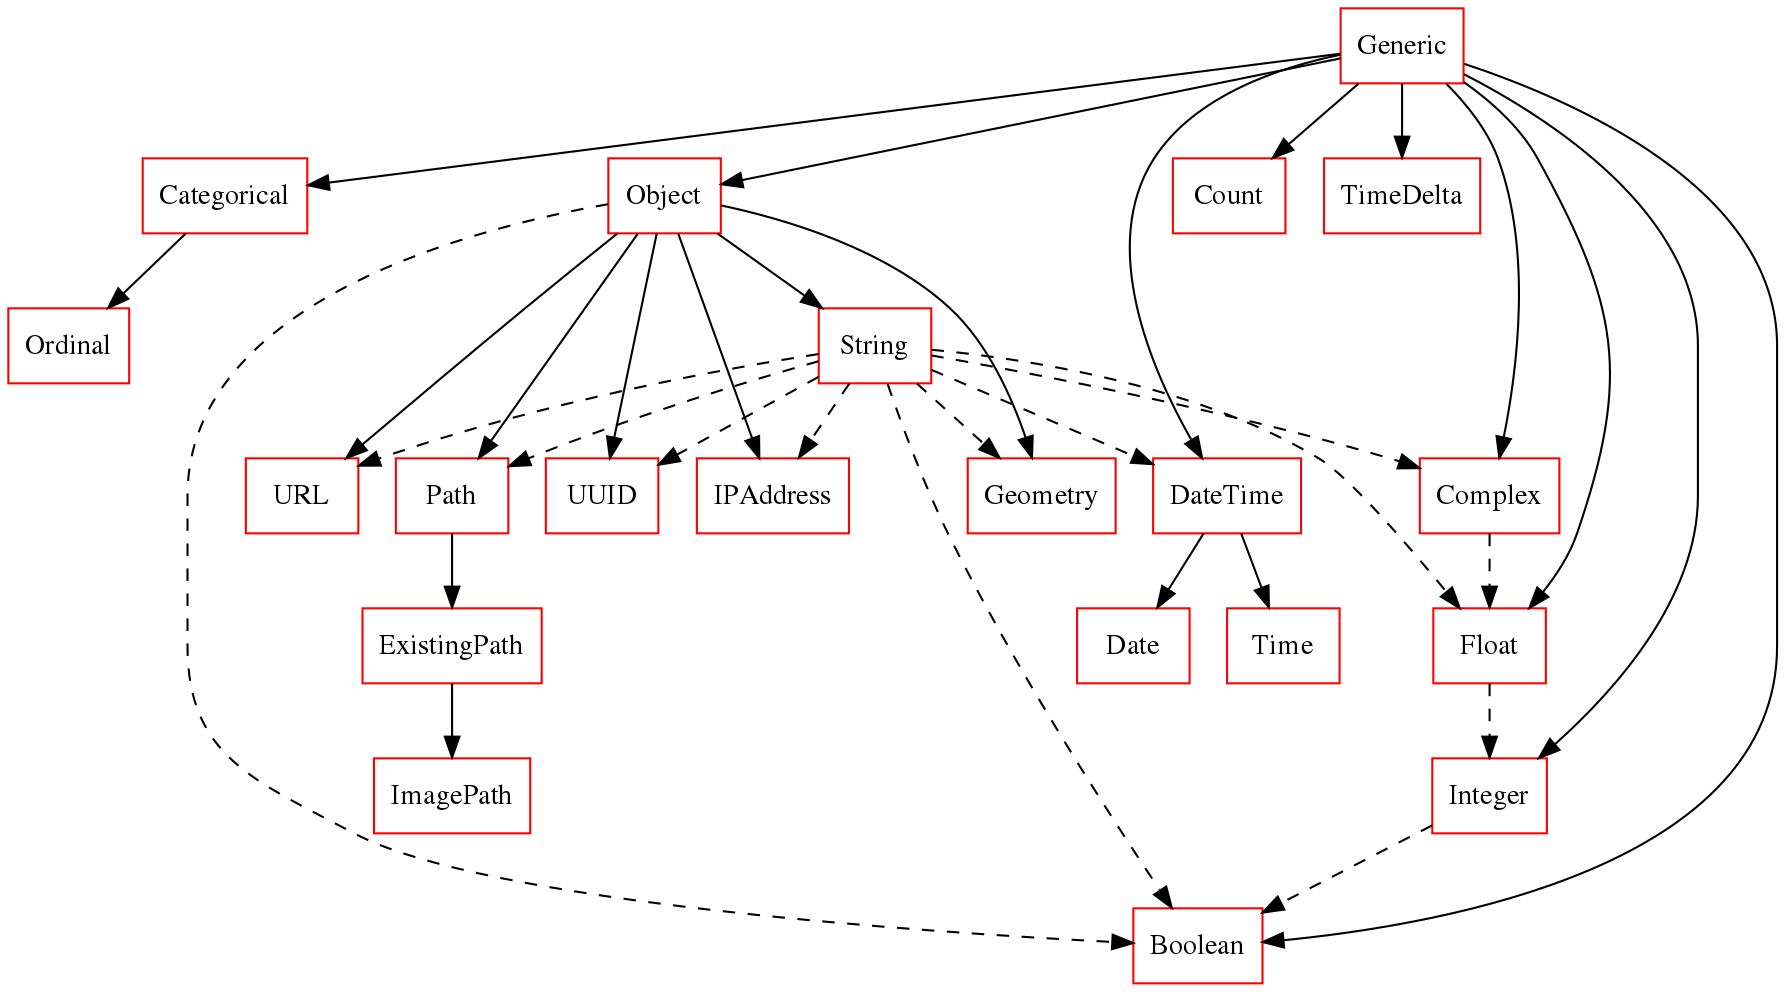 Generic
Categorical
Object
Count
TimeDelta
Ordinal
String
URL
Path
UUID
IPAddress
Geometry
DateTime
Complex
ExistingPath
Date
Time
Float
ImagePath
Integer
Boolean